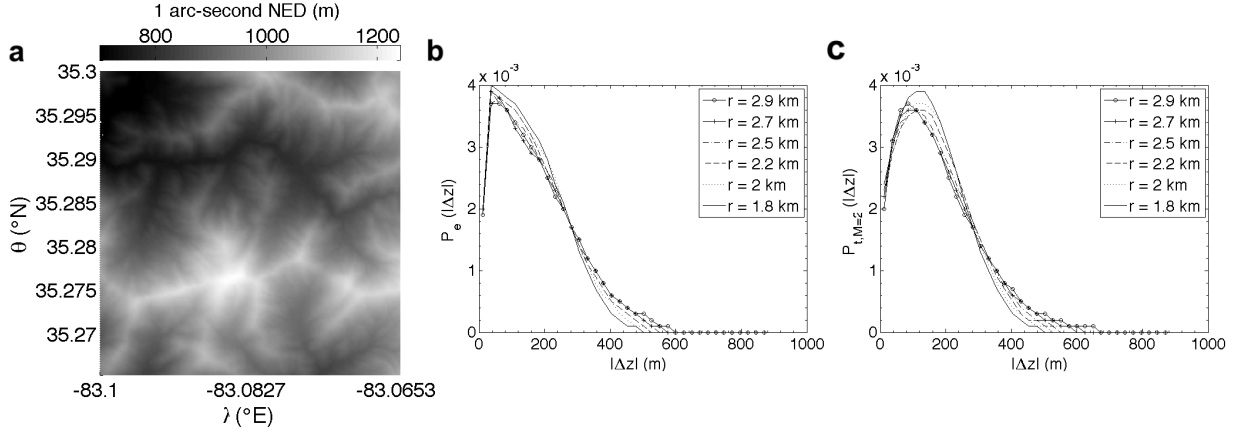 1 arc-second NED (m)
800 1000 1200
a
35.3
35.295
35.29
35.285
35.28
35.275
35.27
θ (°N)
-83.1 -83.0827 -83.0653
λ (°E)
b
x 10⁻³
4
3
2
1
0
P_e (|Δz|)
0 200 400 600 800 1000
|Δz| (m)
r = 2.9 km
r = 2.7 km
r = 2.5 km
r = 2.2 km
r = 2 km
r = 1.8 km
c
x 10⁻³
4
3
2
1
0
P_t,M=2 (|Δz|)
0 200 400 600 800 1000
|Δz| (m)
r = 2.9 km
r = 2.7 km
r = 2.5 km
r = 2.2 km
r = 2 km
r = 1.8 km